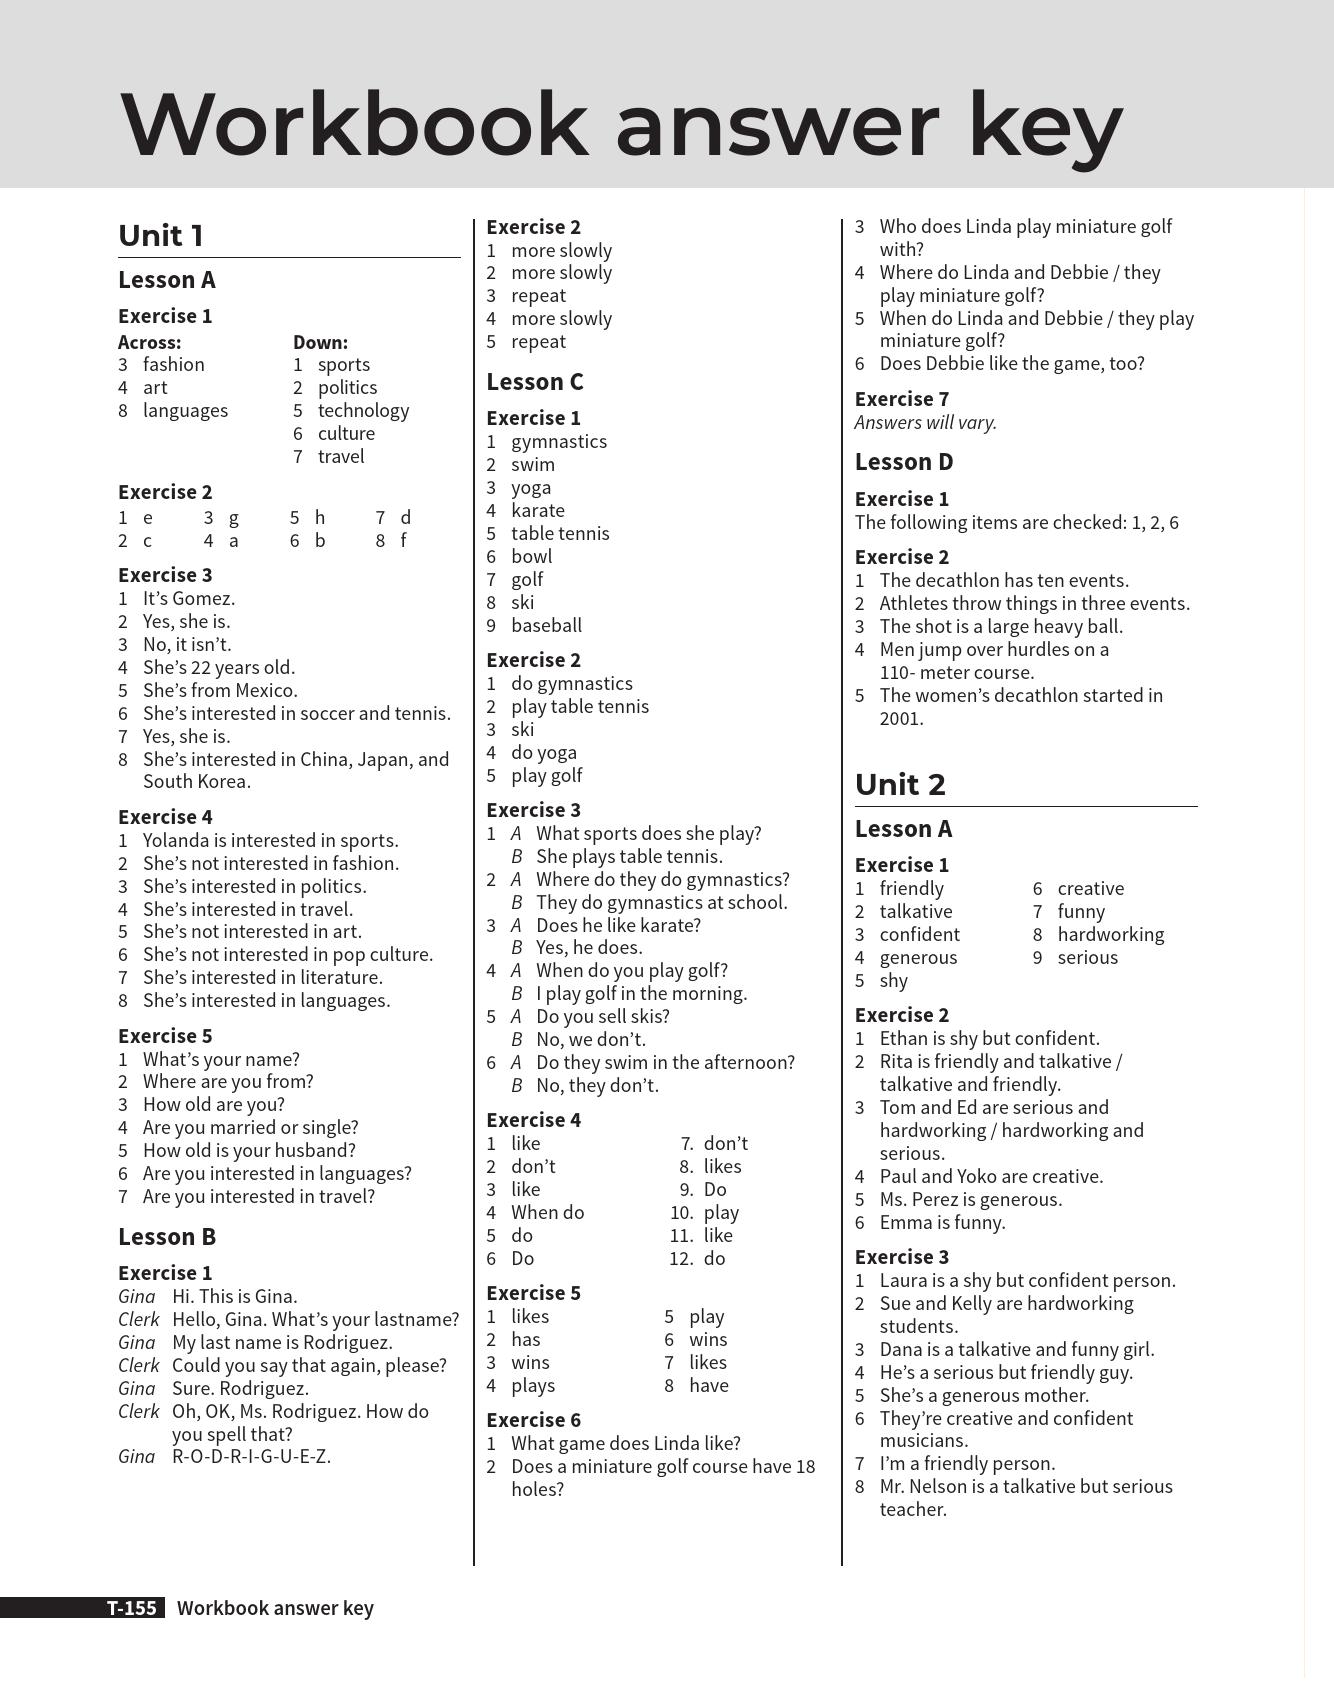 Workbook answer key
Unit 1
Lesson A
Exercise 1
Across:
3 fashion
4 art
8 languages
Down:
1 sports
2 politics
5 technology
6 culture
7 travel
Exercise 2
1 e 3 g 5 h 7 d
2 c 4 a 6 b 8 f
Exercise 3
1 It’s Gomez.
2 Yes, she is.
3 No, it isn’t.
4 She’s 22 years old.
5 She’s from Mexico.
6 She’s interested in soccer and tennis.
7 Yes, she is.
8 She’s interested in China, Japan, and
South Korea.
Exercise 4
1 Yolanda is interested in sports.
2 She’s not interested in fashion.
3 She’s interested in politics.
4 She’s interested in travel.
5 She’s not interested in art.
6 She’s not interested in pop culture.
7 She’s interested in literature.
8 She’s interested in languages.
Exercise 5
1 What’s your name?
2 Where are you from?
3 How old are you?
4 Are you married or single?
5 How old is your husband?
6 Are you interested in languages?
7 Are you interested in travel?
Lesson B
Exercise 1
Gina Hi. This is Gina.
Clerk Hello, Gina. What’s your lastname?
Gina My last name is Rodriguez.
Clerk Could you say that again, please?
Gina Sure. Rodriguez.
Clerk Oh, OK, Ms. Rodriguez. How do
you spell that?
Gina R-O-D-R-I-G-U-E-Z.
Exercise 2
1 more slowly
2 more slowly
3 repeat
4 more slowly
5 repeat
Lesson C
Exercise 1
1 gymnastics
2 swim
3 yoga
4 karate
5 table tennis
6 bowl
7 golf
8 ski
9 baseball
Exercise 2
1 do gymnastics
2 play table tennis
3 ski
4 do yoga
5 play golf
Exercise 3
1 A What sports does she play?
B She plays table tennis.
2 A Where do they do gymnastics?
B They do gymnastics at school.
3 A Does he like karate?
B Yes, he does.
4 A When do you play golf?
B I play golf in the morning.
5 A Do you sell skis?
B No, we don’t.
6 A Do they swim in the afternoon?
B No, they don’t.
Exercise 4
1 like 7. don’t
2 don’t 8. likes
3 like 9. Do
4 When do 10. play
5 do 11. like
6 Do 12. do
Exercise 5
1 likes 5 play
2 has 6 wins
3 wins 7 likes
4 plays 8 have
Exercise 6
1 What game does Linda like?
2 Does a miniature golf course have 18
holes?
3 Who does Linda play miniature golf
with?
4 Where do Linda and Debbie / they
play miniature golf?
5 When do Linda and Debbie / they play
miniature golf?
6 Does Debbie like the game, too?
Exercise 7
Answers will vary.
Lesson D
Exercise 1
The following items are checked: 1, 2, 6
Exercise 2
1 The decathlon has ten events.
2 Athletes throw things in three events.
3 The shot is a large heavy ball.
4 Men jump over hurdles on a
110- meter course.
5 The women’s decathlon started in
2001.
Unit 2
Lesson A
Exercise 1
1 friendly 6 creative
2 talkative 7 funny
3 confident 8 hardworking
4 generous 9 serious
5 shy
Exercise 2
1 Ethan is shy but confident.
2 Rita is friendly and talkative /
talkative and friendly.
3 Tom and Ed are serious and
hardworking / hardworking and
serious.
4 Paul and Yoko are creative.
5 Ms. Perez is generous.
6 Emma is funny.
Exercise 3
1 Laura is a shy but confident person.
2 Sue and Kelly are hardworking
students.
3 Dana is a talkative and funny girl.
4 He’s a serious but friendly guy.
5 She’s a generous mother.
6 They’re creative and confident
musicians.
7 I’m a friendly person.
8 Mr. Nelson is a talkative but serious
teacher.
T-155 Workbook answer key